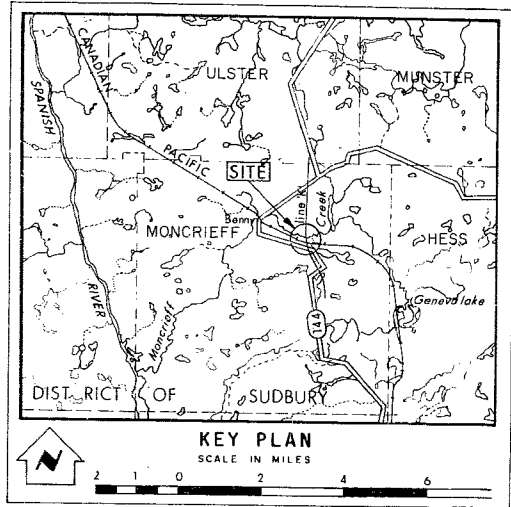 CANADIAN
PACIFIC
SPANISH
RIVER
ULSTER
MUNSTER
SITE
Benny
Creek
MONCRIEFF
HESS
Geneva lake
Moncrieff
144
DISTRICT OF SUDBURY
KEY PLAN
SCALE IN MILES
N
2 1 0 2 4 6